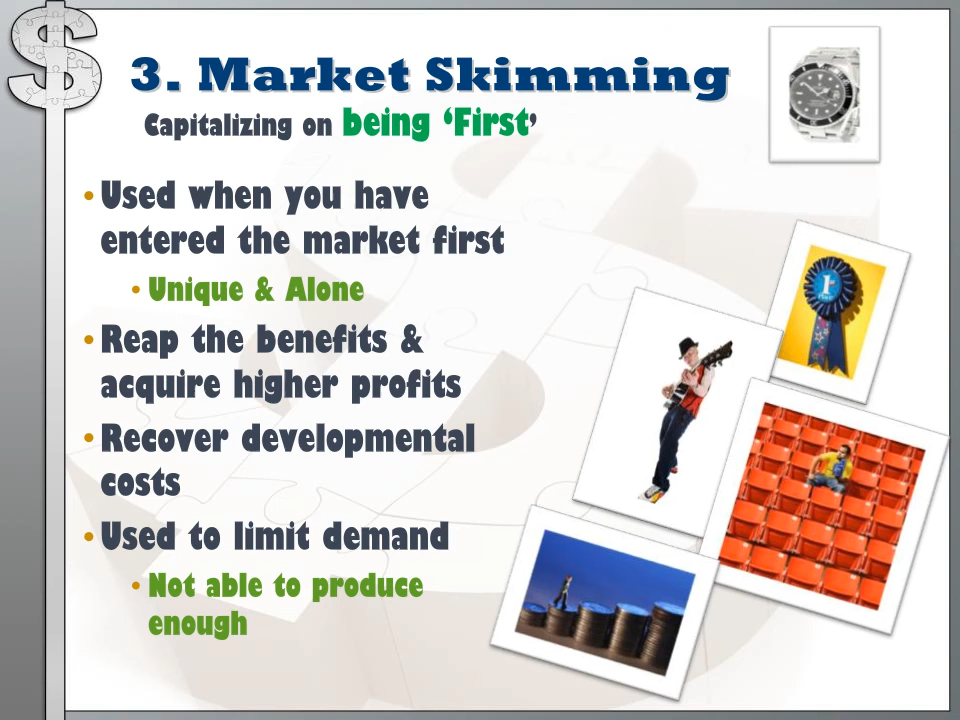 3. Market Skimming
Capitalizing on being ‘First’
• Used when you have
entered the market first
• Unique & Alone
• Reap the benefits &
acquire higher profits
• Recover developmental
costs
• Used to limit demand
• Not able to produce
enough
1st